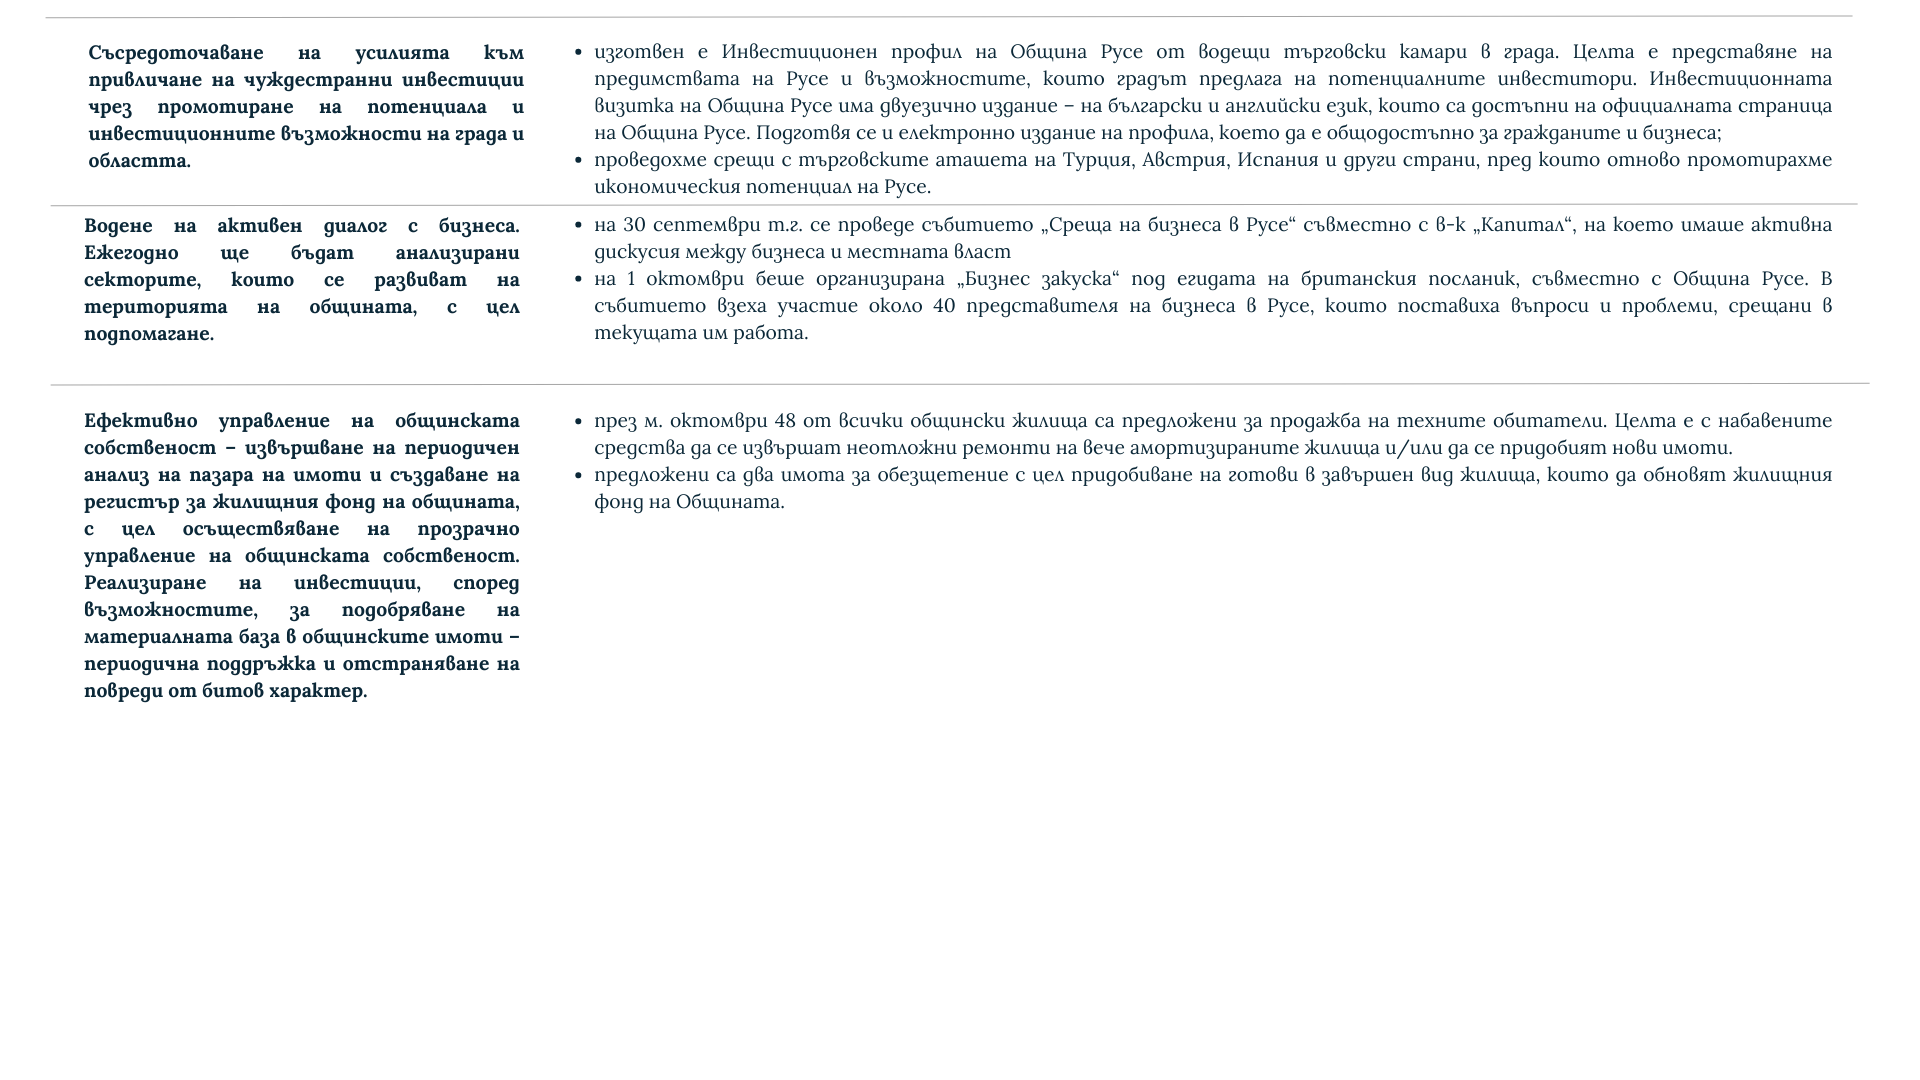 Съсредоточаване на усилията към
привличане на чуждестранни инвестиции
чрез промотиране на потенциала и
инвестиционните възможности на града и
областта.
• изготвен е Инвестиционен профил на Община Русе от водещи търговски камари в града. Целта е представяне на
предимствата на Русе и възможностите, които градът предлага на потенциалните инвеститори. Инвестиционната
визитка на Община Русе има двуезично издание – на български и английски език, които са достъпни на официалната страница
на Община Русе. Подготвя се и електронно издание на профила, което да е общодостъпно за гражданите и бизнеса;
• проведохме срещи с търговските аташета на Турция, Австрия, Испания и други страни, пред които отново промотирахме
икономическия потенциал на Русе.
Водене на активен диалог с бизнеса.
Ежегодно ще бъдат анализирани
секторите, които се развиват на
територията на общината, с цел
подпомагане.
• на 30 септември т.г. се проведе събитието „Среща на бизнеса в Русе“ съвместно с в-к „Капитал“, на което имаше активна
дискусия между бизнеса и местната власт
• на 1 октомври беше организирана „Бизнес закуска“ под егидата на британския посланик, съвместно с Община Русе. В
събитието взеха участие около 40 представителя на бизнеса в Русе, които поставиха въпроси и проблеми, срещани в
текущата им работа.
Ефективно управление на общинската
собственост – извършване на периодичен
анализ на пазара на имоти и създаване на
регистър за жилищния фонд на общината,
с цел осъществяване на прозрачно
управление на общинската собственост.
Реализиране на инвестиции, според
възможностите, за подобряване на
материалната база в общинските имоти –
периодична поддръжка и отстраняване на
повреди от битов характер.
• през м. октомври 48 от всички общински жилища са предложени за продажба на техните обитатели. Целта е с набавените
средства да се извършат неотложни ремонти на вече амортизираните жилища и/или да се придобият нови имоти.
• предложени са два имота за обезщетение с цел придобиване на готови в завършен вид жилища, които да обновят жилищния
фонд на Общината.